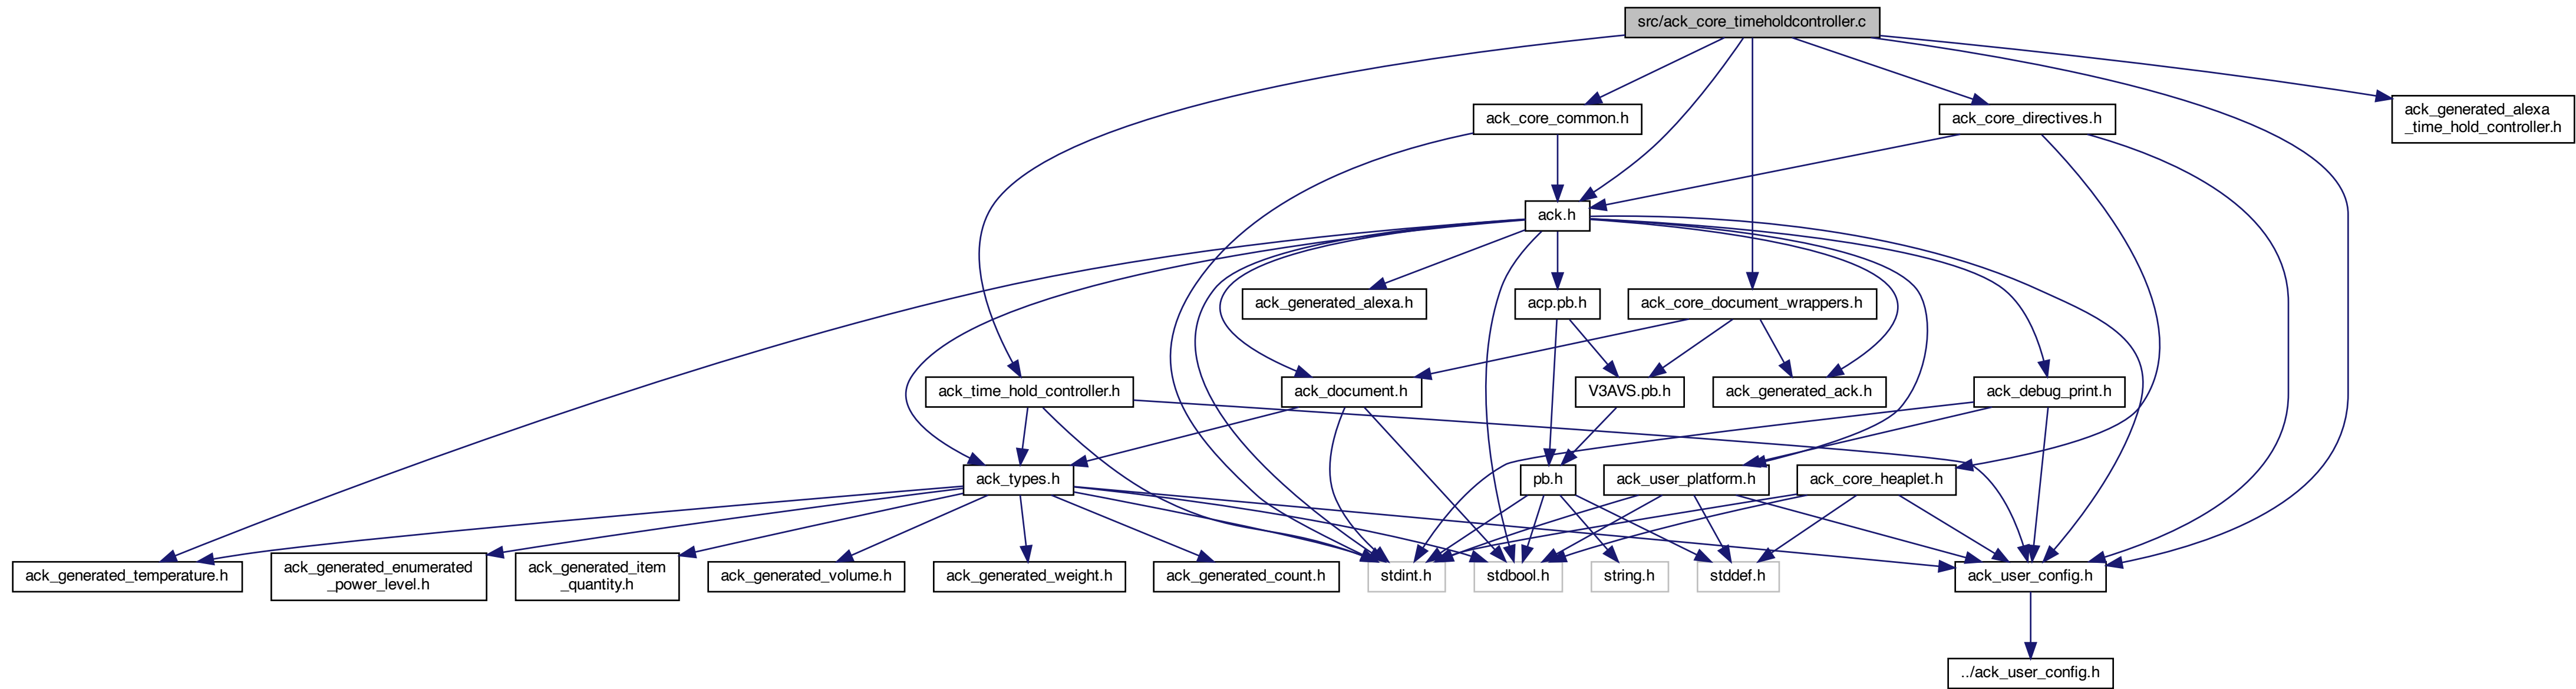 src/ack_core_timeholdcontroller.c
ack_core_common.h
ack_core_directives.h
ack_generated_alexa
_time_hold_controller.h
ack.h
ack_generated_alexa.h
acp.pb.h
ack_core_document_wrappers.h
ack_time_hold_controller.h
ack_document.h
V3AVS.pb.h
ack_generated_ack.h
ack_debug_print.h
ack_types.h
pb.h
ack_user_platform.h
ack_core_heaplet.h
ack_generated_temperature.h
ack_generated_enumerated
_power_level.h
ack_generated_item
_quantity.h
ack_generated_volume.h
ack_generated_weight.h
ack_generated_count.h
stdint.h
stdbool.h
string.h
stddef.h
ack_user_config.h
../ack_user_config.h